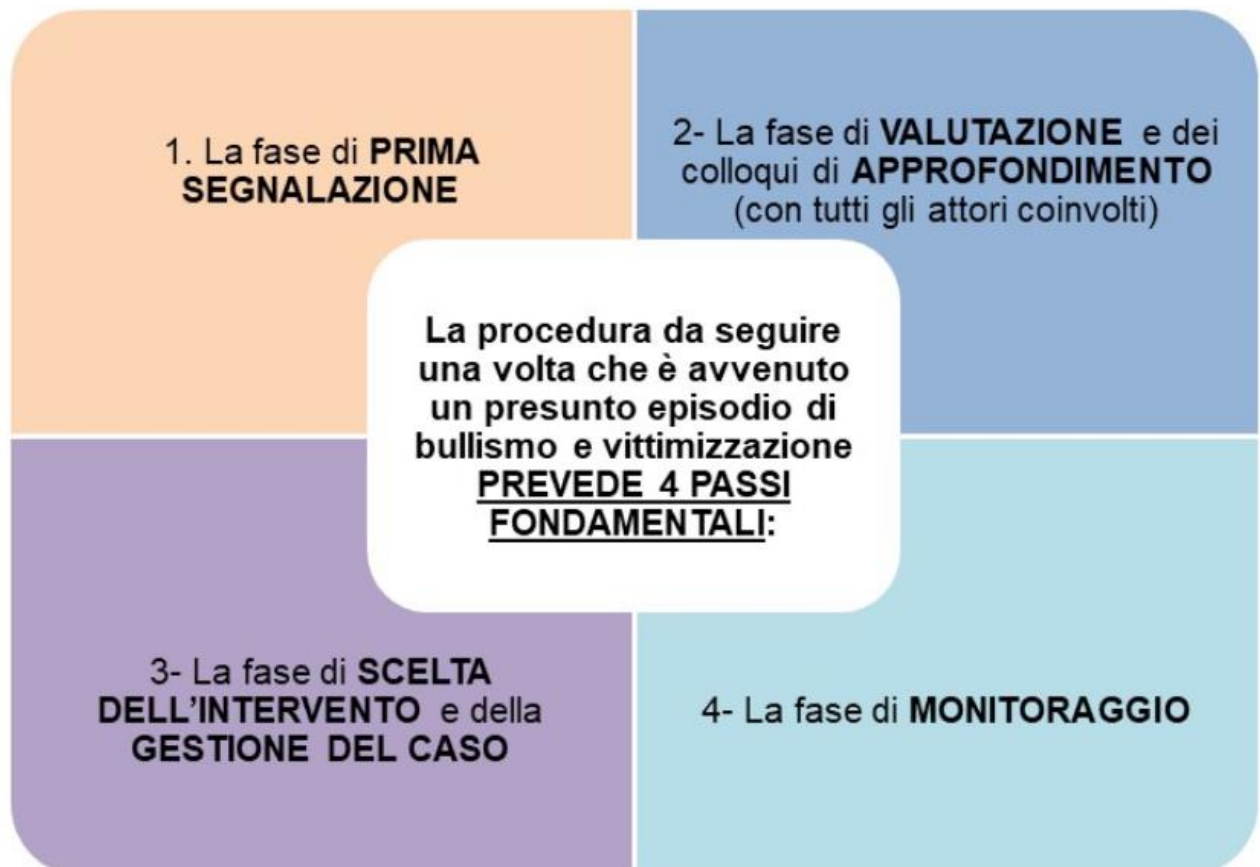 1. La fase di PRIMA
SEGNALAZIONE
2- La fase di VALUTAZIONE e dei
colloqui di APPROFONDIMENTO
(con tutti gli attori coinvolti)
La procedura da seguire
una volta che è avvenuto
un presunto episodio di
bullismo e vittimizzazione
PREVEDE 4 PASSI
FONDAMENTALI:
3- La fase di SCELTA
DELL’INTERVENTO e della
GESTIONE DEL CASO
4- La fase di MONITORAGGIO